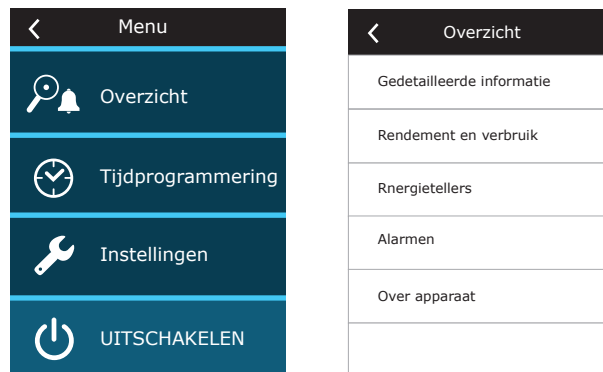 Menu
Overzicht
Tijdprogrammering
Instellingen
UITSCHAKELEN
Overzicht
Gedetailleerde informatie
Rendement en verbruik
Rnergietellers
Alarmen
Over apparaat